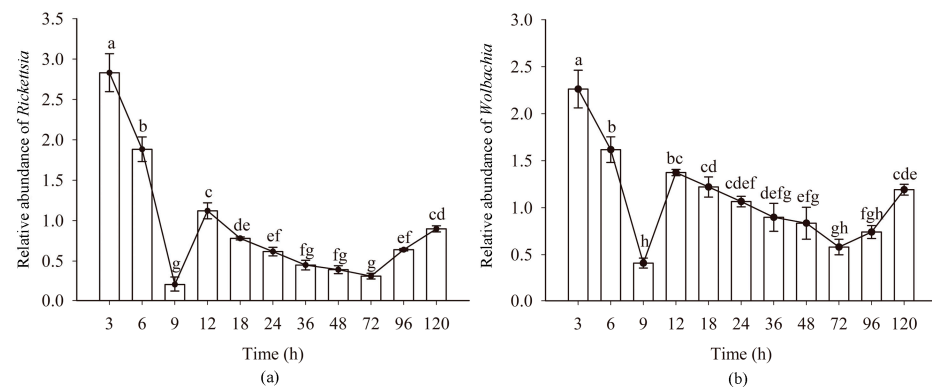 Relative abundance of Rickettsia
3.5
3.0
2.5
2.0
1.5
1.0
0.5
0.0
a
b
g
c
de
ef
fg
fg
g
ef
cd
3 6 9 12 18 24 36 48 72 96 120
Time (h)
(a)
Relative abundance of Wolbachia
3.0
2.5
2.0
1.5
1.0
0.5
0.0
a
b
h
bc
cd
cdef
defg
efg
gh
fgh
cde
3 6 9 12 18 24 36 48 72 96 120
Time (h)
(b)